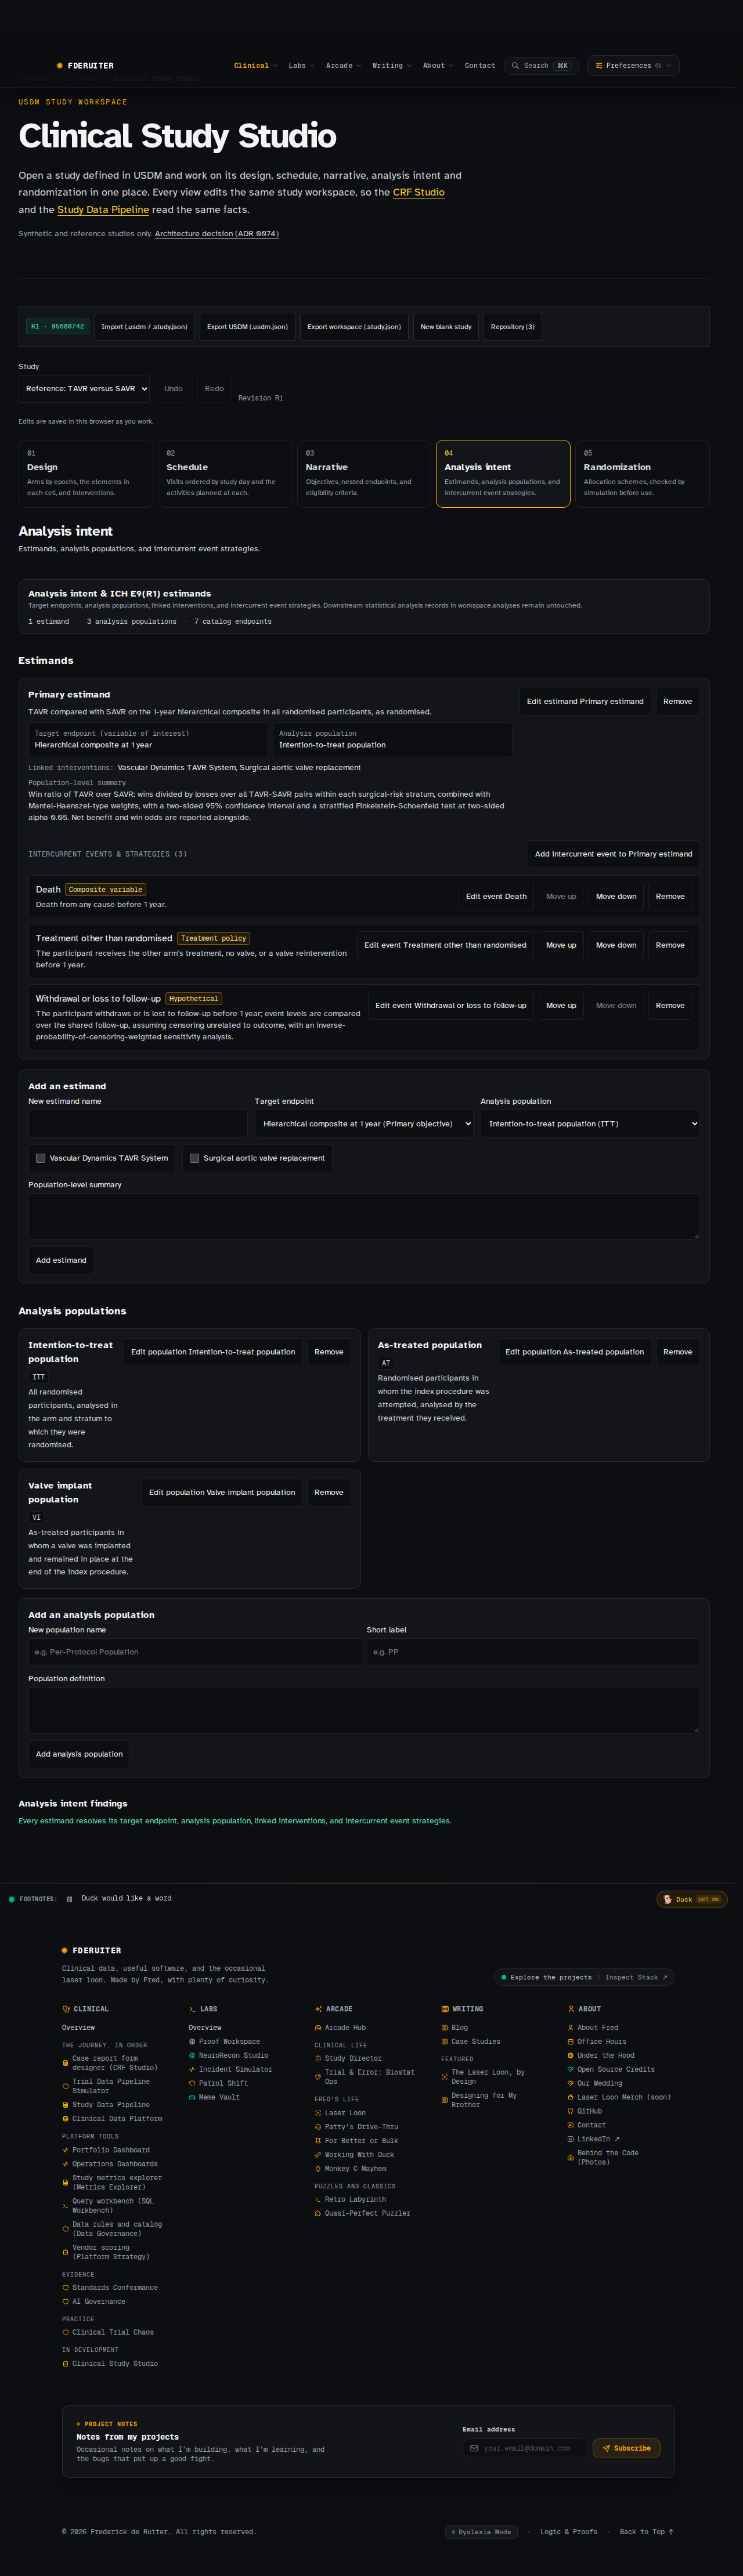 FDERUITER
Clinical
Labs
Arcade
Writing
About
Contact
Search ⌘K
Preferences
USDM STUDY WORKSPACE
Clinical Study Studio
Open a study defined in USDM and work on its design, schedule, narrative, analysis intent and
randomization in one place. Every view edits the same study workspace, so the CRF Studio
and the Study Data Pipeline read the same facts.
Synthetic and reference studies only. Architecture decision (ADR 0074)
R1 · 95680742
Import (.usdm / .study.json)
Export USDM (.usdm.json)
Export workspace (.study.json)
New blank study
Repository (3)
Study
Reference: TAVR versus SAVR
Undo
Redo
Revision R1
Edits are saved in this browser as you work.
01
Design
Arms by epochs, the elements in
each cell, and interventions.
02
Schedule
Visits ordered by study day and the
activities planned at each.
03
Narrative
Objectives, nested endpoints, and
eligibility criteria.
04
Analysis intent
Estimands, analysis populations, and
intercurrent event strategies.
05
Randomization
Allocation schemes, checked by
simulation before use.
Analysis intent
Estimands, analysis populations, and intercurrent event strategies.
Analysis intent & ICH E9(R1) estimands
Target endpoints, analysis populations, linked interventions, and intercurrent event strategies. Downstream statistical analysis records in workspace.analyses remain untouched.
1 estimand · 3 analysis populations · 7 catalog endpoints
Estimands
Primary estimand
Edit estimand Primary estimand
Remove
TAVR compared with SAVR on the 1-year hierarchical composite in all randomised participants, as randomised.
Target endpoint (variable of interest)
Hierarchical composite at 1 year
Analysis population
Intention-to-treat population
Linked interventions: Vascular Dynamics TAVR System, Surgical aortic valve replacement
Population-level summary
Win ratio of TAVR over SAVR: wins divided by losses over all TAVR-SAVR pairs within each surgical-risk stratum, combined with
Mantel-Haenszel-type weights, with a two-sided 95% confidence interval and a stratified Finkelstein-Schoenfeld test at two-sided
alpha 0.05. Net benefit and win odds are reported alongside.
INTERCURRENT EVENTS & STRATEGIES (3)
Add intercurrent event to Primary estimand
Death Composite variable
Death from any cause before 1 year.
Edit event Death
Move up
Move down
Remove
Treatment other than randomised Treatment policy
The participant receives the other arm's treatment, no valve, or a valve reintervention
before 1 year.
Edit event Treatment other than randomised
Move up
Move down
Remove
Withdrawal or loss to follow-up Hypothetical
The participant withdraws or is lost to follow-up before 1 year; event levels are compared
over the shared follow-up, assuming censoring unrelated to outcome, with an inverse-
probability-of-censoring-weighted sensitivity analysis.
Edit event Withdrawal or loss to follow-up
Move up
Move down
Remove
Add an estimand
New estimand name
Target endpoint
Hierarchical composite at 1 year (Primary objective)
Analysis population
Intention-to-treat population (ITT)
Vascular Dynamics TAVR System
Surgical aortic valve replacement
Population-level summary
Add estimand
Analysis populations
Intention-to-treat
population
ITT
All randomised
participants, analysed in
the arm and stratum to
which they were
randomised.
Edit population Intention-to-treat population
Remove
As-treated population
AT
Randomised participants in
whom the index procedure was
attempted, analysed by the
treatment they received.
Edit population As-treated population
Remove
Valve implant
population
VI
As-treated participants in
whom a valve was implanted
and remained in place at the
end of the index procedure.
Edit population Valve implant population
Remove
Add an analysis population
New population name
e.g. Per-Protocol Population
Short label
e.g. PP
Population definition
Add analysis population
Analysis intent findings
Every estimand resolves its target endpoint, analysis population, linked interventions, and intercurrent event strategies.
FOOTNOTES:
Duck would like a word.
Duck pet me
FDERUITER
Clinical data, useful software, and the occasional
laser loon. Made by Fred, with plenty of curiosity.
Explore the projects | Inspect Stack ↗
CLINICAL
Overview
THE JOURNEY, IN ORDER
Case report form
designer (CRF Studio)
Trial Data Pipeline
Simulator
Study Data Pipeline
Clinical Data Platform
PLATFORM TOOLS
Portfolio Dashboard
Operations Dashboards
Study metrics explorer
(Metrics Explorer)
Query workbench (SQL
Workbench)
Data rules and catalog
(Data Governance)
Vendor scoring
(Platform Strategy)
EVIDENCE
Standards Conformance
AI Governance
PRACTICE
Clinical Trial Chaos
IN DEVELOPMENT
Clinical Study Studio
LABS
Overview
Proof Workspace
NeuroRecon Studio
Incident Simulator
Patrol Shift
Meme Vault
ARCADE
Arcade Hub
CLINICAL LIFE
Study Director
Trial & Error: Biostat
Ops
FRED'S LIFE
Laser Loon
Patty's Drive-Thru
For Better or Bulk
Working With Duck
Monkey C Mayhem
PUZZLES AND CLASSICS
Retro Labyrinth
Quasi-Perfect Puzzler
WRITING
Blog
Case Studies
FEATURED
The Laser Loon, by
Design
Designing for My
Brother
ABOUT
About Fred
Office Hours
Under the Hood
Open Source Credits
Our Wedding
Laser Loon Merch (soon)
GitHub
Contact
LinkedIn ↗
Behind the Code
(Photos)
PROJECT NOTES
Notes from my projects
Occasional notes on what I'm building, what I'm learning, and
the bugs that put up a good fight.
Email address
your.email@domain.com
Subscribe
© 2026 Frederick de Ruiter. All rights reserved.
Dyslexia Mode
·
Logic & Proofs
·
Back to Top ↑